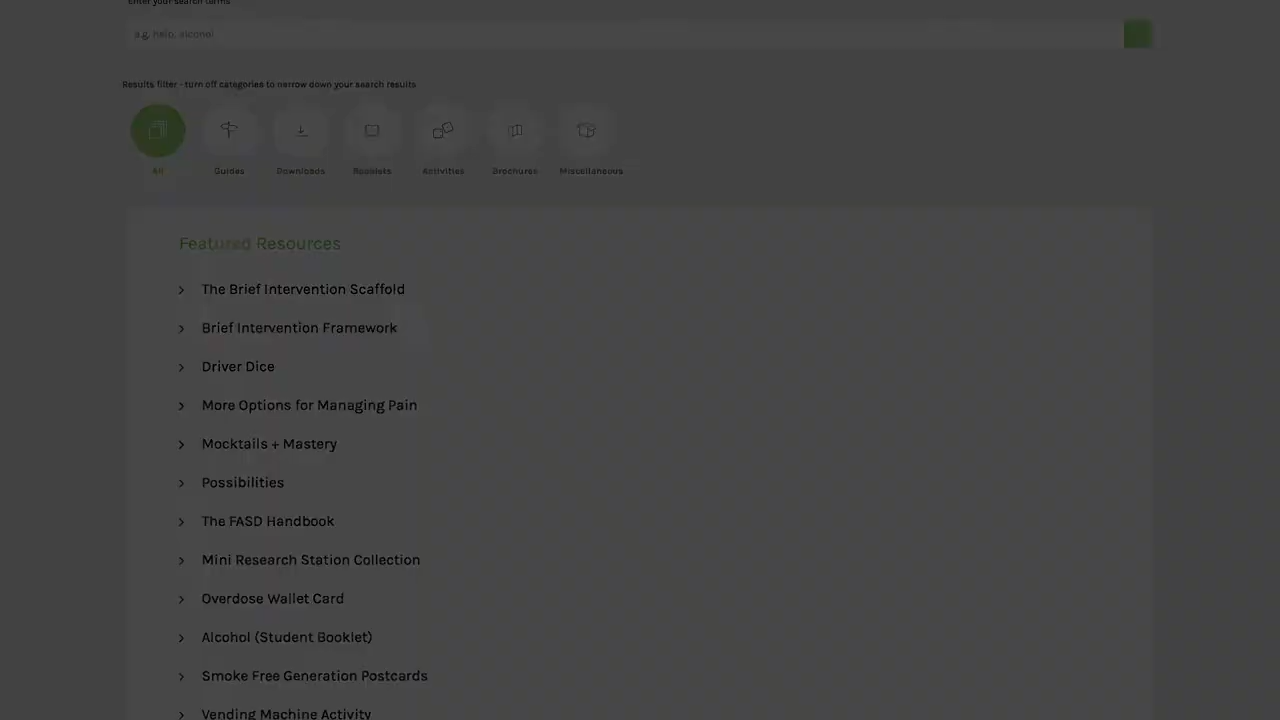 Enter your search terms
e.g. help, alcohol
Results filter - turn off categories to narrow down your search results
All
Guides
Downloads
Booklets
Activities
Brochures
Miscellaneous
Featured Resources
The Brief Intervention Scaffold
Brief Intervention Framework
Driver Dice
More Options for Managing Pain
Mocktails + Mastery
Possibilities
The FASD Handbook
Mini Research Station Collection
Overdose Wallet Card
Alcohol (Student Booklet)
Smoke Free Generation Postcards
Vending Machine Activity